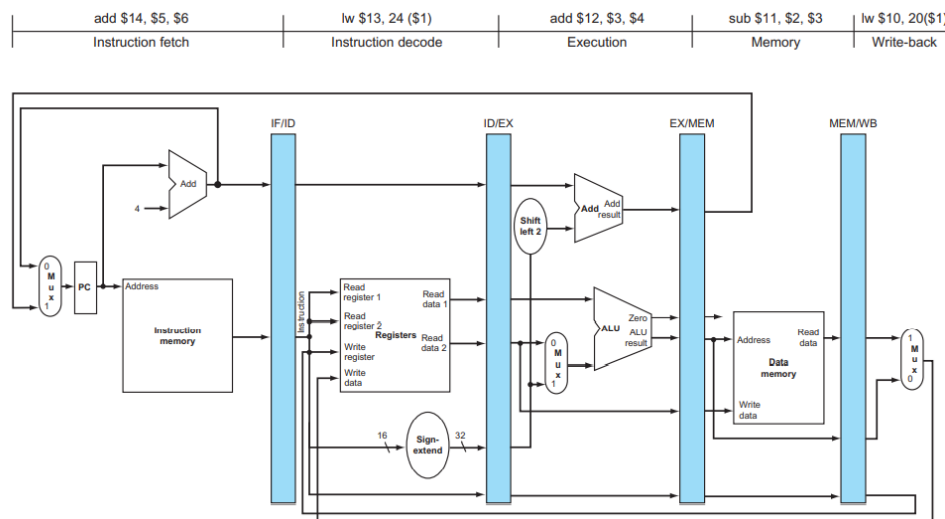 add $14, $5, $6
lw $13, 24 ($1)
add $12, $3, $4
sub $11, $2, $3
lw $10, 20($1)
Instruction fetch
Instruction decode
Execution
Memory
Write-back
IF/ID
ID/EX
EX/MEM
MEM/WB
Add
4
Shift
left 2
Add
Add
result
0
M
u
x
1
PC
Address
Instruction
memory
Instruction
Read
register 1
Read
register 2
Write
register
Write
data
Registers
Read
data 1
Read
data 2
0
M
u
x
1
ALU
Zero
ALU
result
Address
Data
memory
Read
data
Write
data
1
M
u
x
0
16
Sign-
extend
32